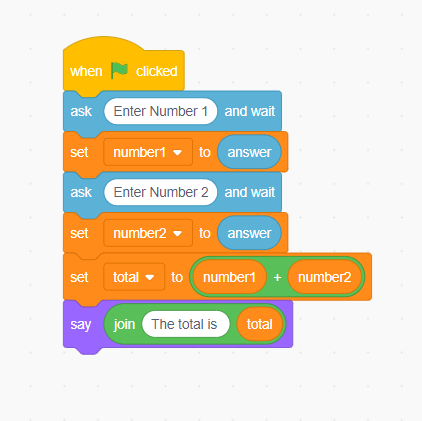 when clicked
ask Enter Number 1 and wait
set number1 to answer
ask Enter Number 2 and wait
set number2 to answer
set total to number1 + number2
say join The total is total